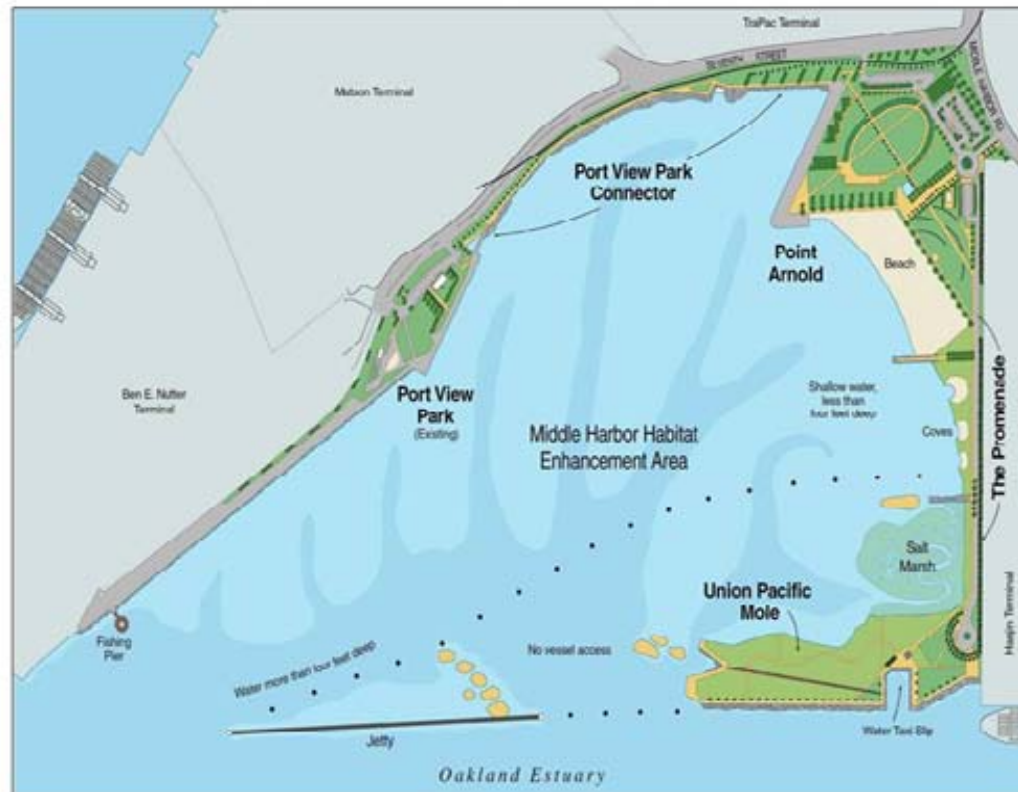 TraPac Terminal
SEVENTH STREET
MIDDLE HARBOR RD
Matson Terminal
Port View Park
Connector
Point
Arnold
Beach
Ben E. Nutter
Terminal
Port View
Park
(Existing)
Shallow water,
less than
four feet deep
Middle Harbor Habitat
Enhancement Area
Coves
The Promenade
Salt
Marsh
Union Pacific
Mole
Hanjin Terminal
Fishing
Pier
No vessel access
Water more than four feet deep
Water Taxi Slip
Jetty
Oakland Estuary